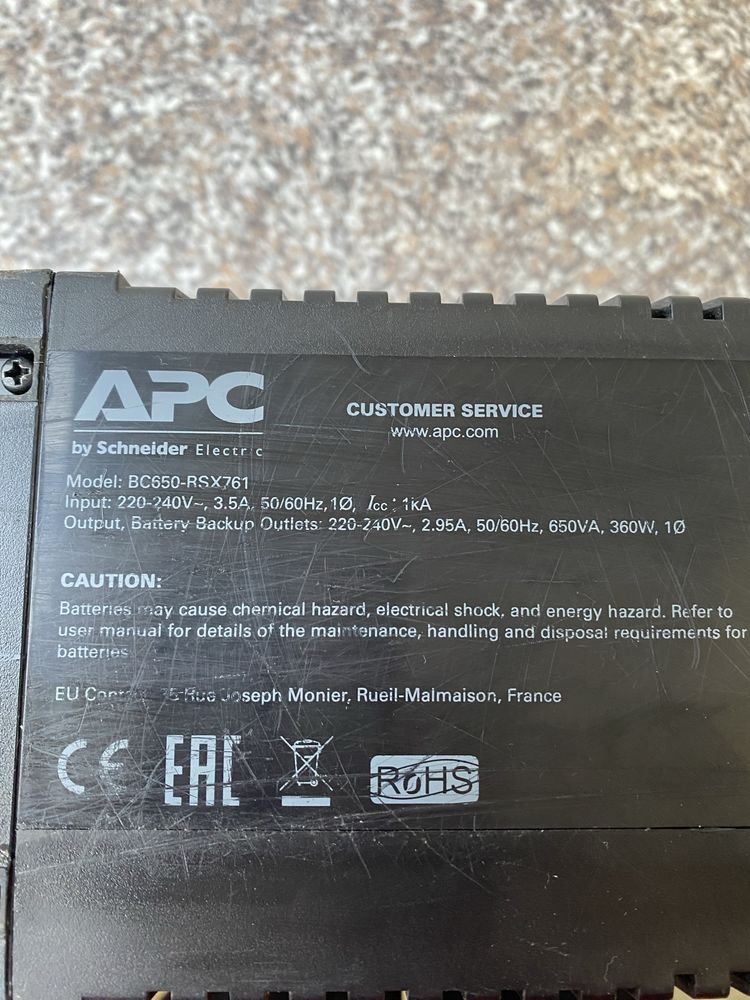 APC
by Schneider Electric
CUSTOMER SERVICE
www.apc.com
Model: BC650-RSX761
Input: 220-240V~, 3.5A, 50/60Hz, 1Ø, Icc : 1kA
Output, Battery Backup Outlets: 220-240V~, 2.95A, 50/60Hz, 650VA, 360W, 1Ø
CAUTION:
Batteries may cause chemical hazard, electrical shock, and energy hazard. Refer to
user manual for details of the maintenance, handling and disposal requirements for
batteries
EU 35 Rue Joseph Monier, Rueil-Malmaison, France
CE EAC RoHS